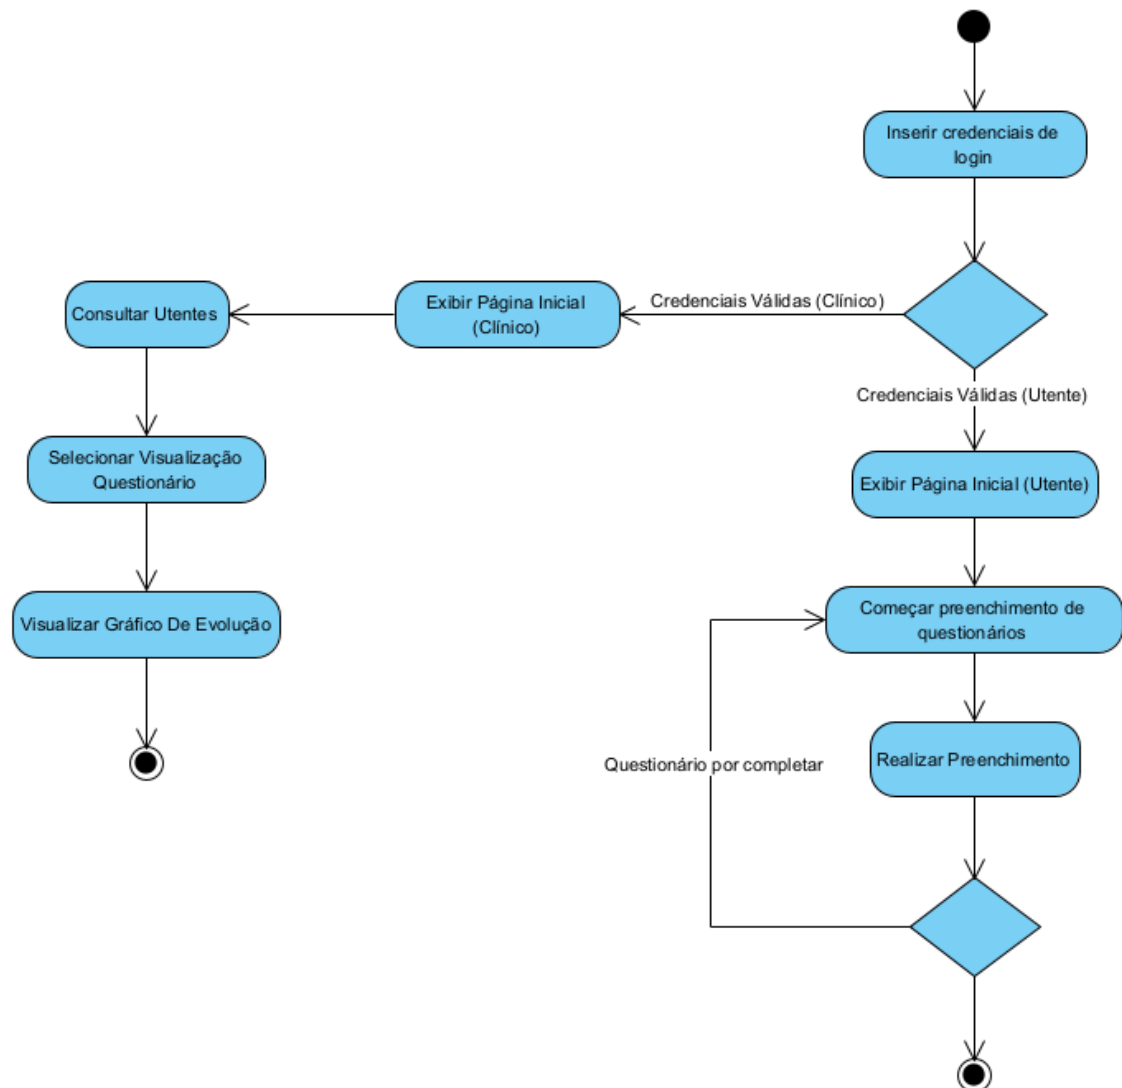 Inserir credenciais de
login
Credenciais Válidas (Clínico)
Exibir Página Inicial
(Clínico)
Consultar Utentes
Selecionar Visualização
Questionário
Visualizar Gráfico De Evolução
Credenciais Válidas (Utente)
Exibir Página Inicial (Utente)
Começar preenchimento de
questionários
Realizar Preenchimento
Questionário por completar